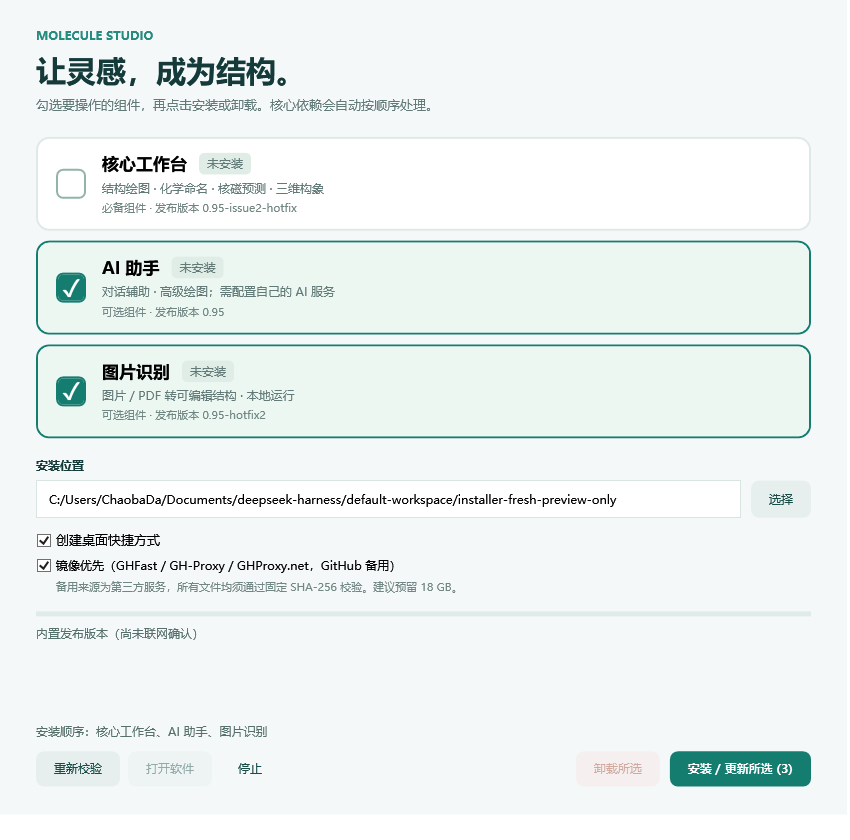 MOLECULE STUDIO
让灵感，成为结构。
勾选要操作的组件，再点击安装或卸载。核心依赖会自动按顺序处理。
核心工作台 未安装
结构绘图 · 化学命名 · 核磁预测 · 三维构象
必备组件 · 发布版本 0.95-issue2-hotfix
AI 助手 未安装
对话辅助 · 高级绘图；需配置自己的 AI 服务
可选组件 · 发布版本 0.95
图片识别 未安装
图片 / PDF 转可编辑结构 · 本地运行
可选组件 · 发布版本 0.95-hotfix2
安装位置
C:/Users/ChaobaDa/Documents/deepseek-harness/default-workspace/installer-fresh-preview-only 选择
创建桌面快捷方式
镜像优先（GHFast / GH-Proxy / GHProxy.net，GitHub 备用）
备用来源为第三方服务，所有文件均须通过固定 SHA-256 校验。建议预留 18 GB。
内置发布版本（尚未联网确认）
安装顺序：核心工作台、AI 助手、图片识别
重新校验 打开软件 停止 卸载所选 安装 / 更新所选 (3)